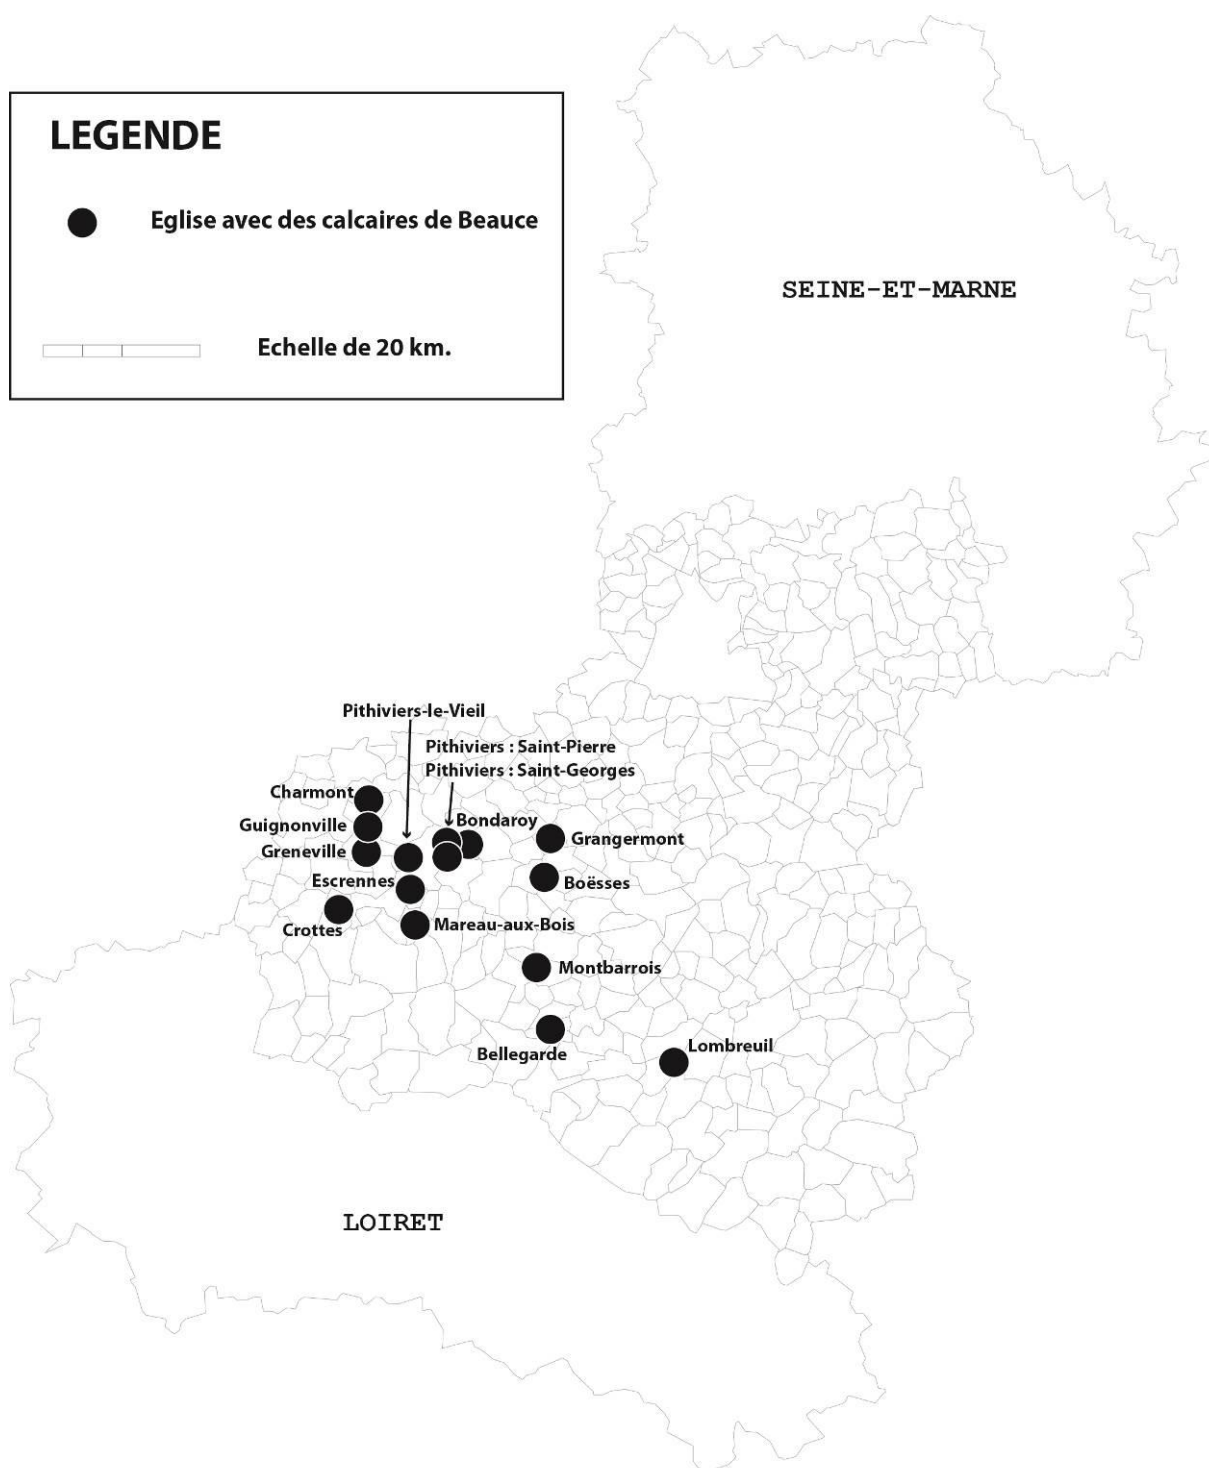 LEGENDE
Eglise avec des calcaires de Beauce
Echelle de 20 km.
SEINE-ET-MARNE
Pithiviers-le-Vieil
Pithiviers : Saint-Pierre
Pithiviers : Saint-Georges
Charmont
Guignonville
Bondaroy
Grangermont
Greneville
Escrennes
Boësses
Crottes
Mareau-aux-Bois
Montbarrois
Bellegarde
Lombreuil
LOIRET